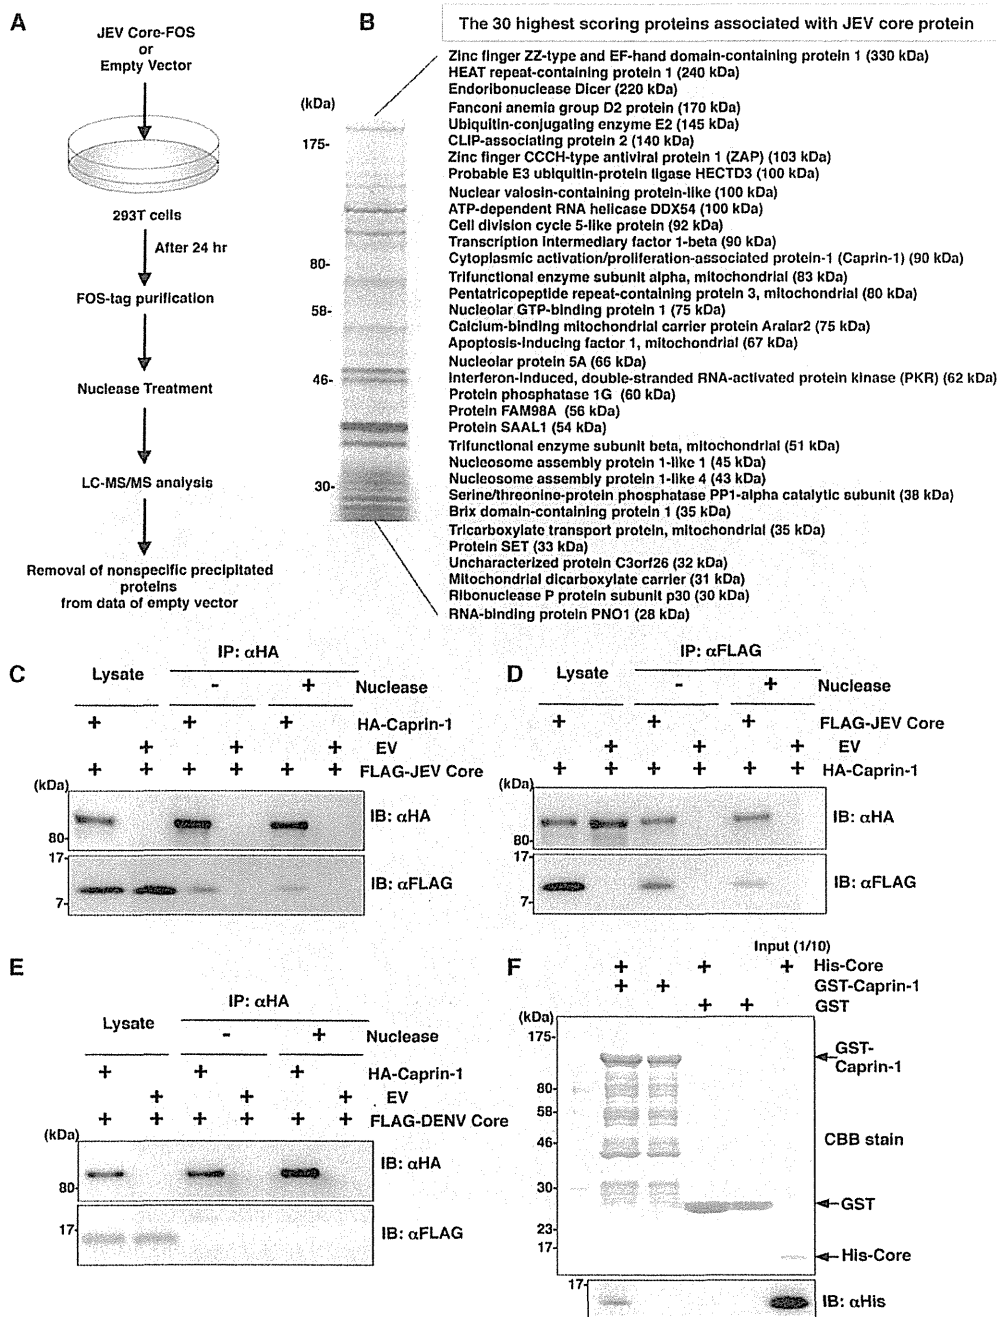 A
JEV Core-FOS
or
Empty Vector
293T cells
After 24 hr
FOS-tag purification
Nuclease Treatment
LC-MS/MS analysis
Removal of nonspecific precipitated
proteins
from data of empty vector
B
The 30 highest scoring proteins associated with JEV core protein
(kDa)
175-
80-
58-
46-
30-
Zinc finger ZZ-type and EF-hand domain-containing protein 1 (330 kDa)
HEAT repeat-containing protein 1 (240 kDa)
Endoribonuclease Dicer (220 kDa)
Fanconi anemia group D2 protein (170 kDa)
Ubiquitin-conjugating enzyme E2 (145 kDa)
CLIP-associating protein 2 (140 kDa)
Zinc finger CCCH-type antiviral protein 1 (ZAP) (103 kDa)
Probable E3 ubiquitin-protein ligase HECTD3 (100 kDa)
Nuclear valosin-containing protein-like (100 kDa)
ATP-dependent RNA helicase DDX54 (100 kDa)
Cell division cycle 5-like protein (92 kDa)
Transcription intermediary factor 1-beta (90 kDa)
Cytoplasmic activation/proliferation-associated protein-1 (Caprin-1) (90 kDa)
Trifunctional enzyme subunit alpha, mitochondrial (83 kDa)
Pentatricopeptide repeat-containing protein 3, mitochondrial (80 kDa)
Nucleolar GTP-binding protein 1 (75 kDa)
Calcium-binding mitochondrial carrier protein Aralar2 (75 kDa)
Apoptosis-inducing factor 1, mitochondrial (67 kDa)
Nucleolar protein 5A (66 kDa)
Interferon-induced, double-stranded RNA-activated protein kinase (PKR) (62 kDa)
Protein phosphatase 1G (60 kDa)
Protein FAM98A (56 kDa)
Protein SAAL1 (54 kDa)
Trifunctional enzyme subunit beta, mitochondrial (51 kDa)
Nucleosome assembly protein 1-like 1 (45 kDa)
Nucleosome assembly protein 1-like 4 (43 kDa)
Serine/threonine-protein phosphatase PP1-alpha catalytic subunit (38 kDa)
Brix domain-containing protein 1 (35 kDa)
Tricarboxylate transport protein, mitochondrial (35 kDa)
Protein SET (33 kDa)
Uncharacterized protein C3orf26 (32 kDa)
Mitochondrial dicarboxylate carrier (31 kDa)
Ribonuclease P protein subunit p30 (30 kDa)
RNA-binding protein PNO1 (28 kDa)
C
IP: αHA
Lysate
- + Nuclease
+ + + HA-Caprin-1
+ + + EV
+ + + + + + FLAG-JEV Core
(kDa)
80-
IB: αHA
17-
7-
IB: αFLAG
D
IP: αFLAG
Lysate
- + Nuclease
+ + + FLAG-JEV Core
+ + + EV
+ + + + + + HA-Caprin-1
(kDa)
80-
IB: αHA
17-
7-
IB: αFLAG
E
IP: αHA
Lysate
- + Nuclease
+ + + HA-Caprin-1
+ + + EV
+ + + + + + FLAG-DENV Core
(kDa)
80-
IB: αHA
17-
IB: αFLAG
F
Input (1/10)
+ + + His-Core
+ + GST-Caprin-1
+ + GST
(kDa)
175-
80-
58-
46-
30-
23-
17-
GST-
Caprin-1
CBB stain
GST
His-Core
17-
IB: αHis